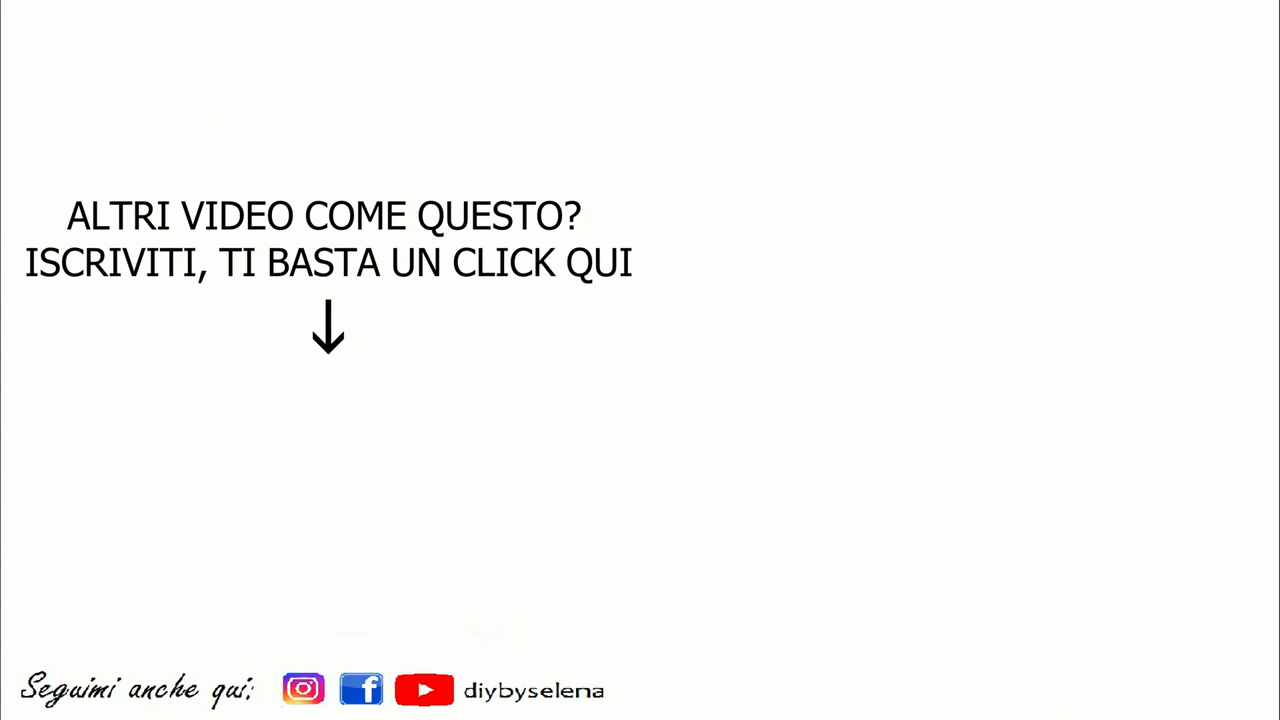 ALTRI VIDEO COME QUESTO?
ISCRIVITI, TI BASTA UN CLICK QUI
↓
Seguimi anche qui: diybyselena